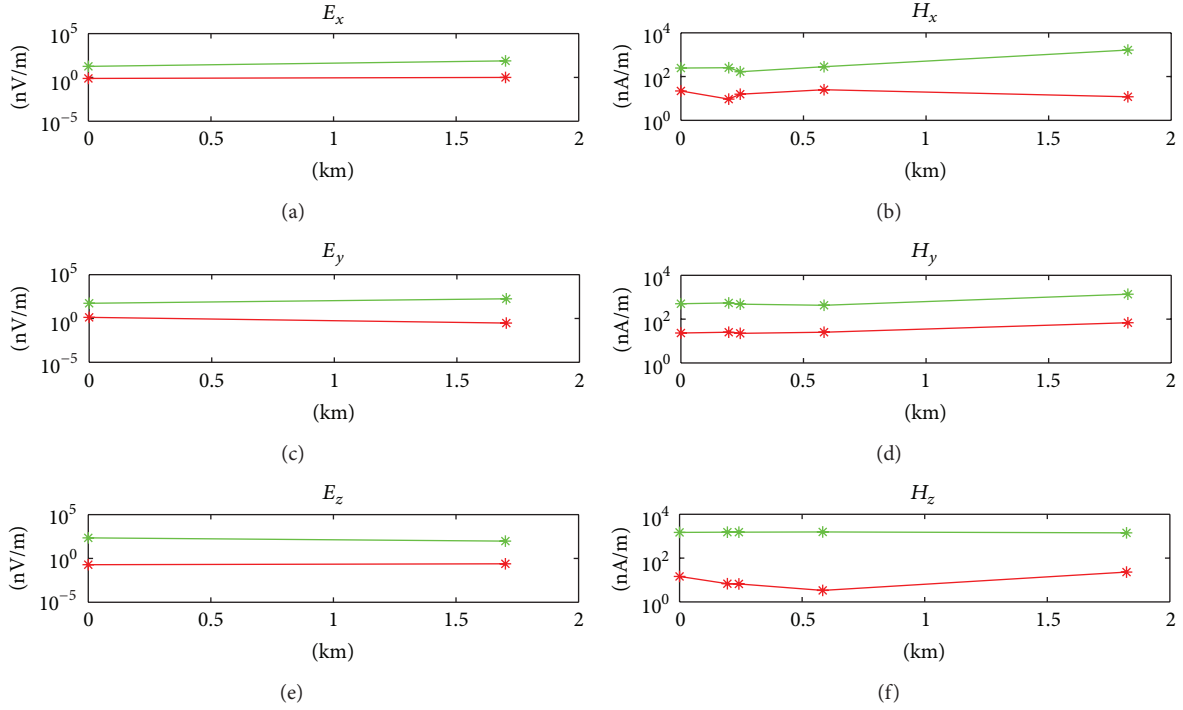 E_x
(nV/m)
10^5
10^0
10^−5
0 0.5 1 1.5 2
(km)
(a)
H_x
(nA/m)
10^4
10^2
10^0
0 0.5 1 1.5 2
(km)
(b)
E_y
(nV/m)
10^5
10^0
10^−5
0 0.5 1 1.5 2
(km)
(c)
H_y
(nA/m)
10^4
10^2
10^0
0 0.5 1 1.5 2
(km)
(d)
E_z
(nV/m)
10^5
10^0
10^−5
0 0.5 1 1.5 2
(km)
(e)
H_z
(nA/m)
10^4
10^2
10^0
0 0.5 1 1.5 2
(km)
(f)